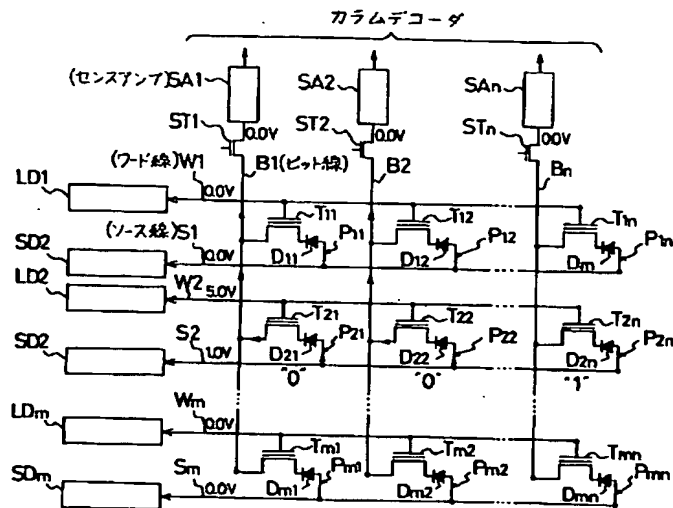 カラムデコーダ
(センスアンプ) SA1 SA2 SAn
ST1 0.0V ST2 0.0V STn 0.0V
(ワード線) W1 B1(ビット線) B2 Bn
LD1 0.0V
T11 T12 T1n
(ソース線) S1 P11 P12 P1n
SD2 0.0V D11 D12 Dm
LD2 W2 5.0V
T21 T22 T2n
S2 P21 P22 P2n
SD2 1.0V D21 D22 D2n
"0" "0" "1"
LDm Wm 0.0V
Tm1 Tm2 Tmn
Sm Pm1 Pm2 Pmn
SDm 0.0V Dm1 Dm2 Dmn